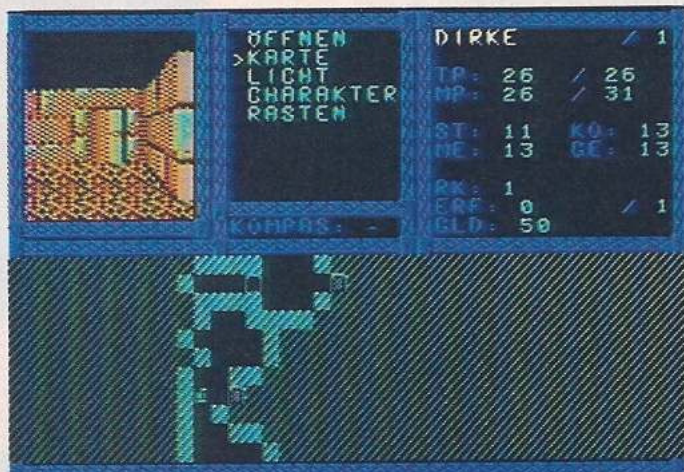 ÖFFNEN
>KARTE
LICHT
CHARAKTER
RASTEN
KOMPAS: -
DIRKE / 1
TP: 26 / 26
MP: 26 / 31
ST: 11 KO: 13
ME: 13 GE: 13
RK: 1
ERF: 0 / 1
GLD: 50